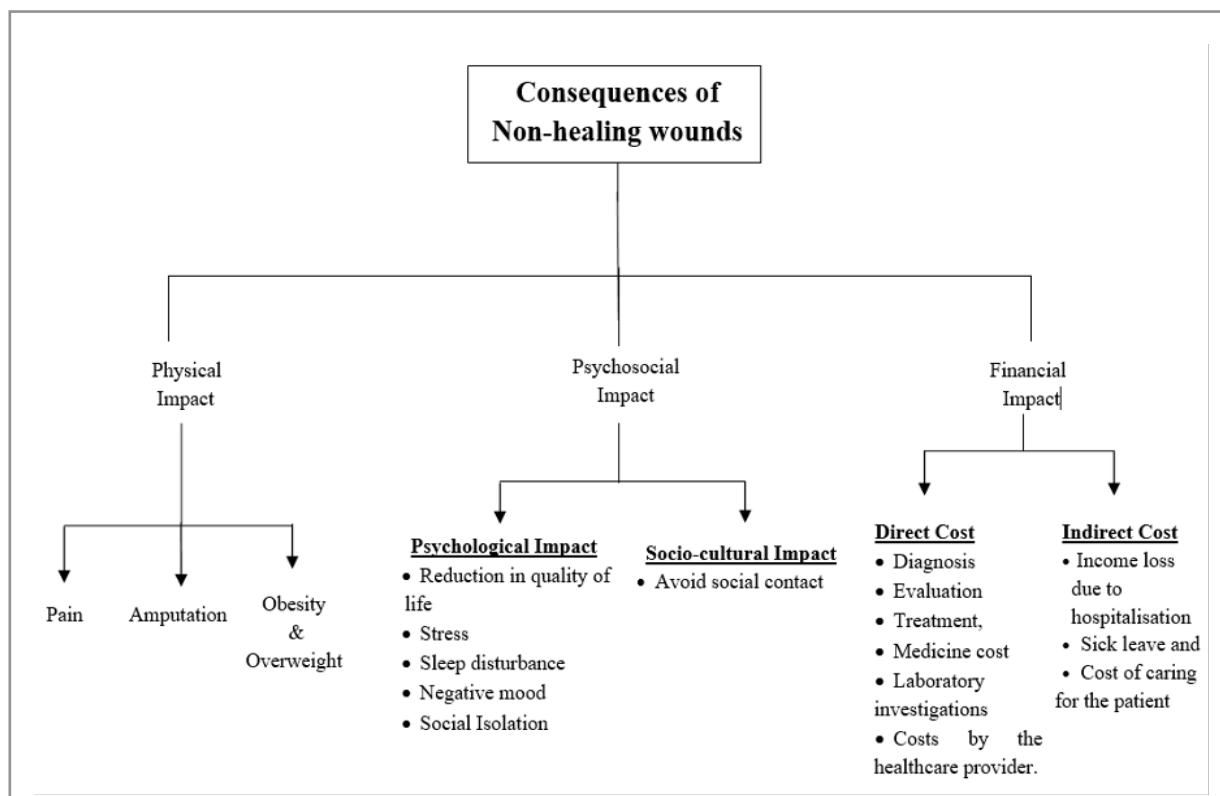 Consequences of
Non-healing wounds
Physical
Impact
Psychosocial
Impact
Financial
Impact
Pain
Amputation
Obesity
&
Overweight
Psychological Impact
• Reduction in quality of
life
• Stress
• Sleep disturbance
• Negative mood
• Social Isolation
Socio-cultural Impact
• Avoid social contact
Direct Cost
• Diagnosis
• Evaluation
• Treatment,
• Medicine cost
• Laboratory
investigations
• Costs by the
healthcare provider.
Indirect Cost
• Income loss
due to
hospitalisation
• Sick leave and
• Cost of caring
for the patient